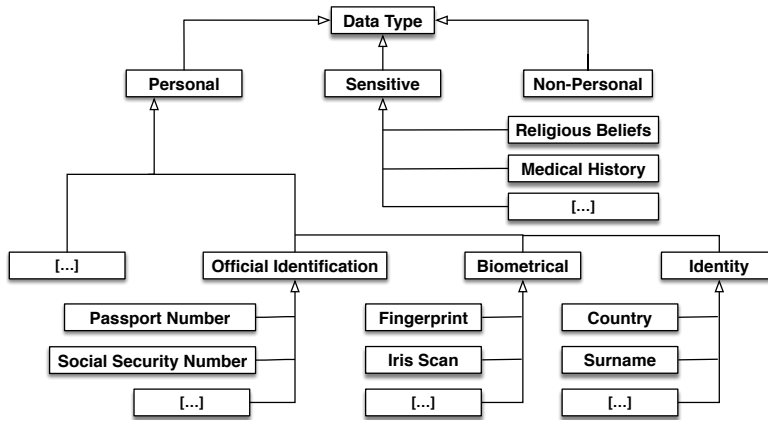 Data Type
Personal
Sensitive
Non-Personal
Religious Beliefs
Medical History
[...]
[...]
Official Identification
Biometrical
Identity
Passport Number
Fingerprint
Country
Social Security Number
Iris Scan
Surname
[...]
[...]
[...]